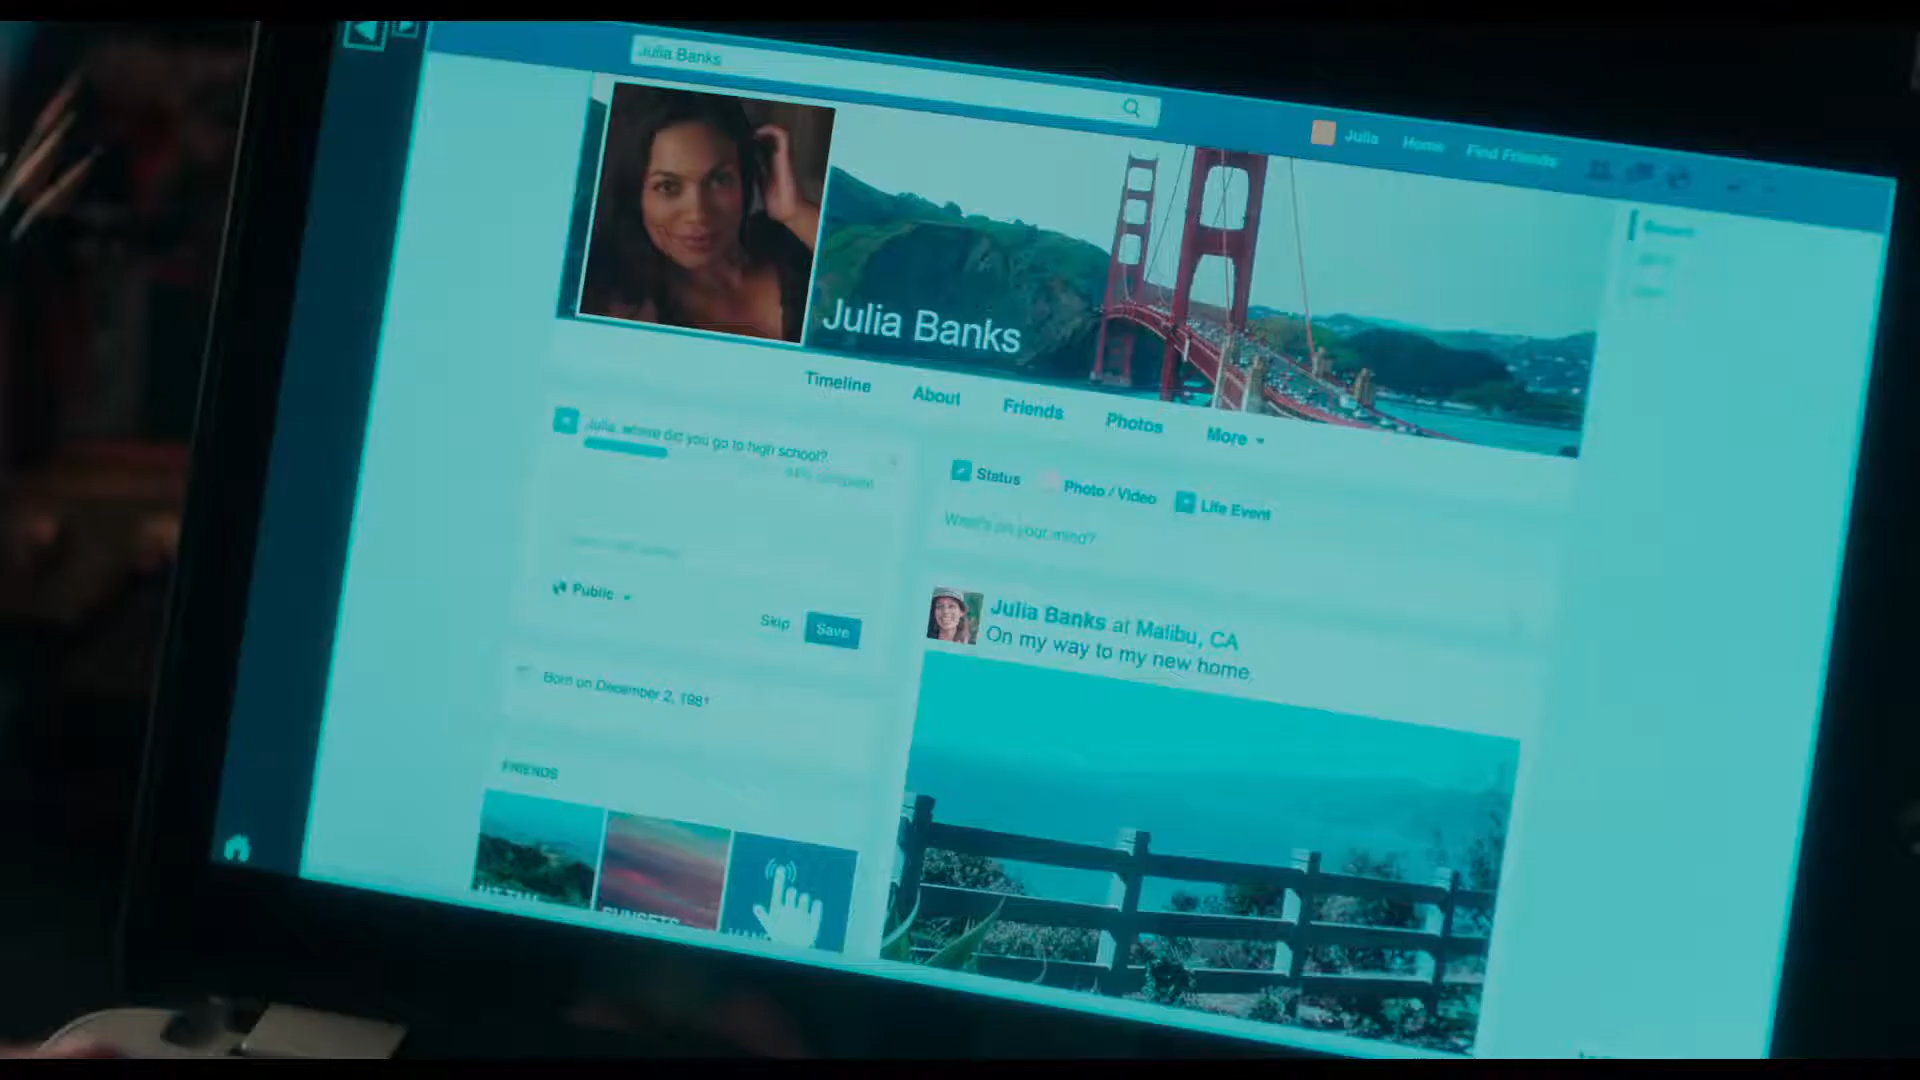 Julia Banks
Julia Home Find Friends
Julia Banks
Timeline About Friends Photos More
Julia, where did you go to high school?
Status Photo / Video Life Event
What's on your mind?
Public
Skip Save
Julia Banks at Malibu, CA
On my way to my new home.
Born on December 2, 1981
FRIENDS
SUNSETS